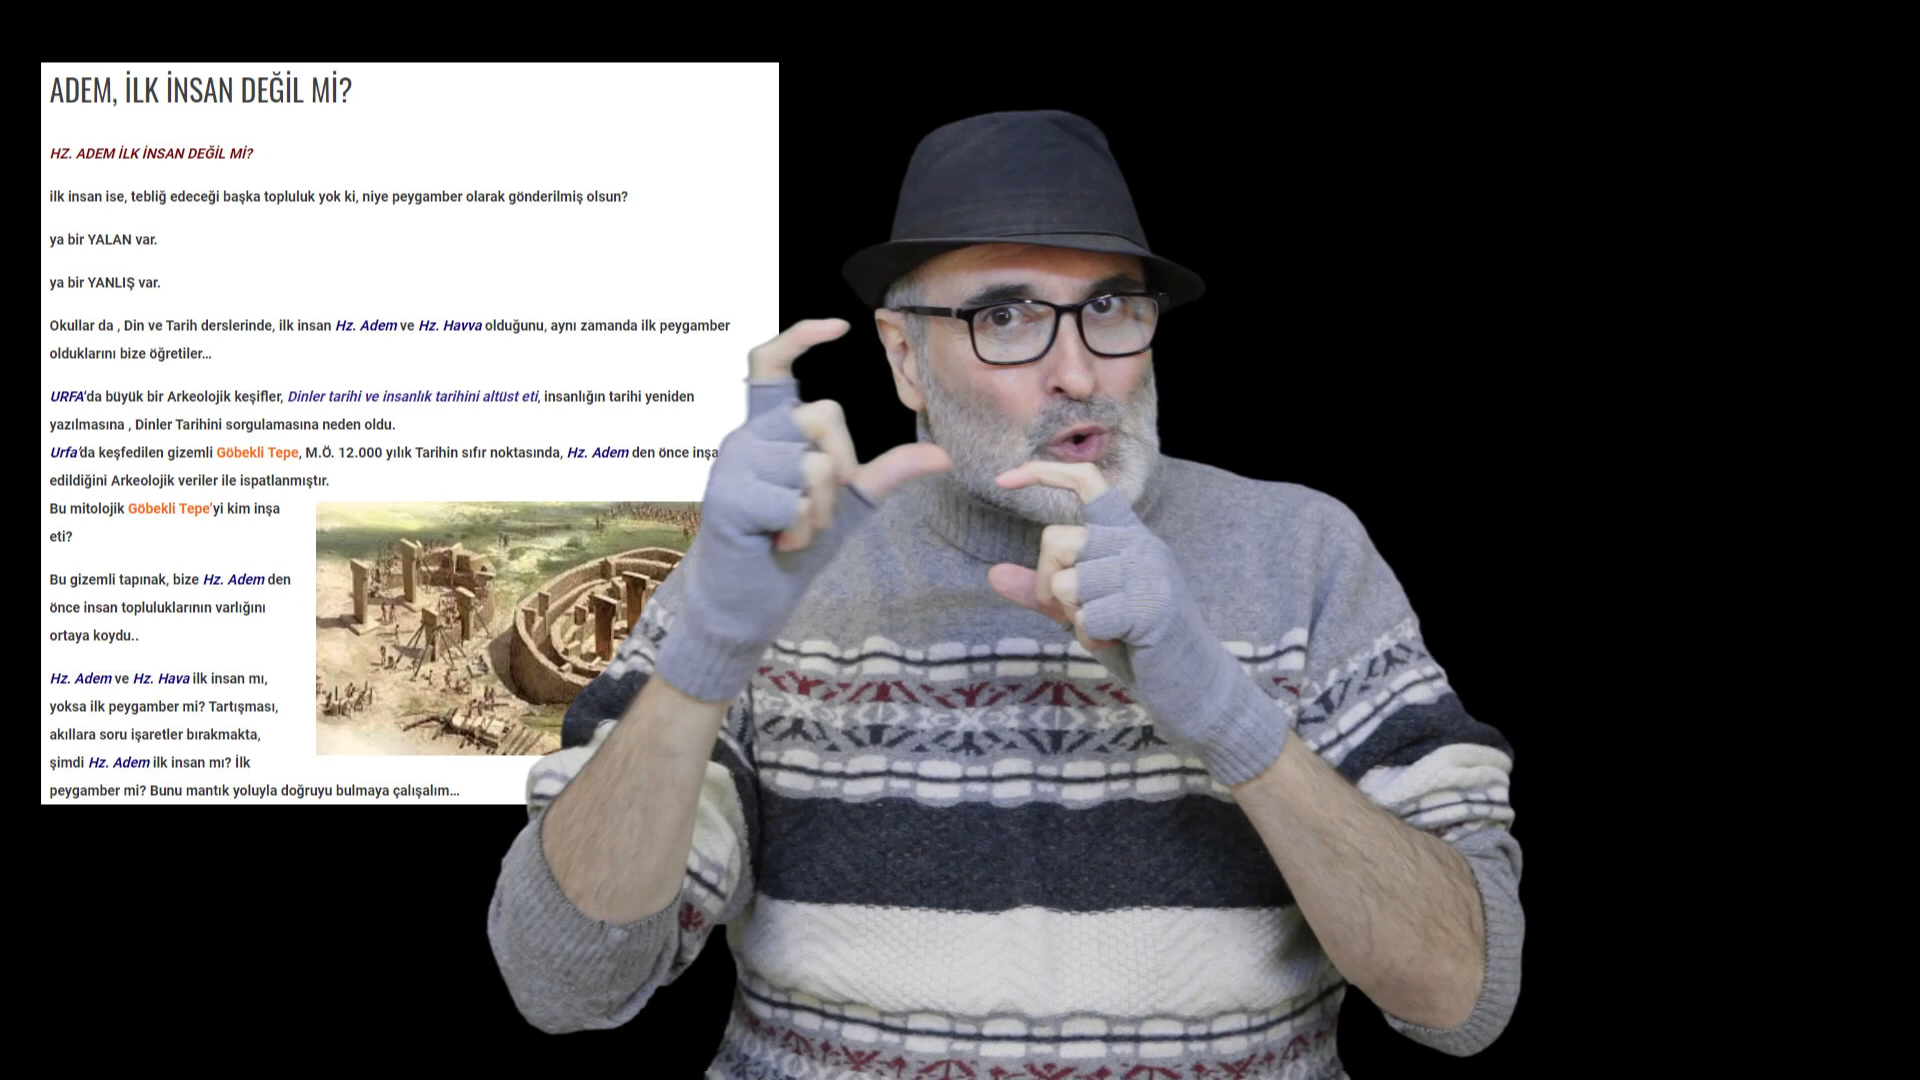 ADEM, İLK İNSAN DEĞİL Mİ?
HZ. ADEM İLK İNSAN DEĞİL Mİ?
ilk insan ise, tebliğ edeceği başka topluluk yok ki, niye peygamber olarak gönderilmiş olsun?
ya bir YALAN var.
ya bir YANLIŞ var.
Okullar da , Din ve Tarih derslerinde, ilk insan Hz. Adem ve Hz. Havva olduğunu, aynı zamanda ilk peygamber
olduklarını bize öğretiler...
URFA'da büyük bir Arkeolojik keşifler, Dinler tarihi ve insanlık tarihini altüst eti, insanlığın tarihi yeniden
yazılmasına , Dinler Tarihini sorgulamasına neden oldu.
Urfa'da keşfedilen gizemli Göbekli Tepe, M.Ö. 12.000 yılık Tarihin sıfır noktasında, Hz. Adem den önce inşa
edildiğini Arkeolojik veriler ile ispatlanmıştır.
Bu mitolojik Göbekli Tepe'yi kim inşa
eti?
Bu gizemli tapınak, bize Hz. Adem den
önce insan topluluklarının varlığını
ortaya koydu..
Hz. Adem ve Hz. Hava ilk insan mı,
yoksa ilk peygamber mi? Tartışması,
akıllara soru işaretler bırakmakta,
şimdi Hz. Adem ilk insan mı? İlk
peygamber mi? Bunu mantık yoluyla doğruyu bulmaya çalışalım...